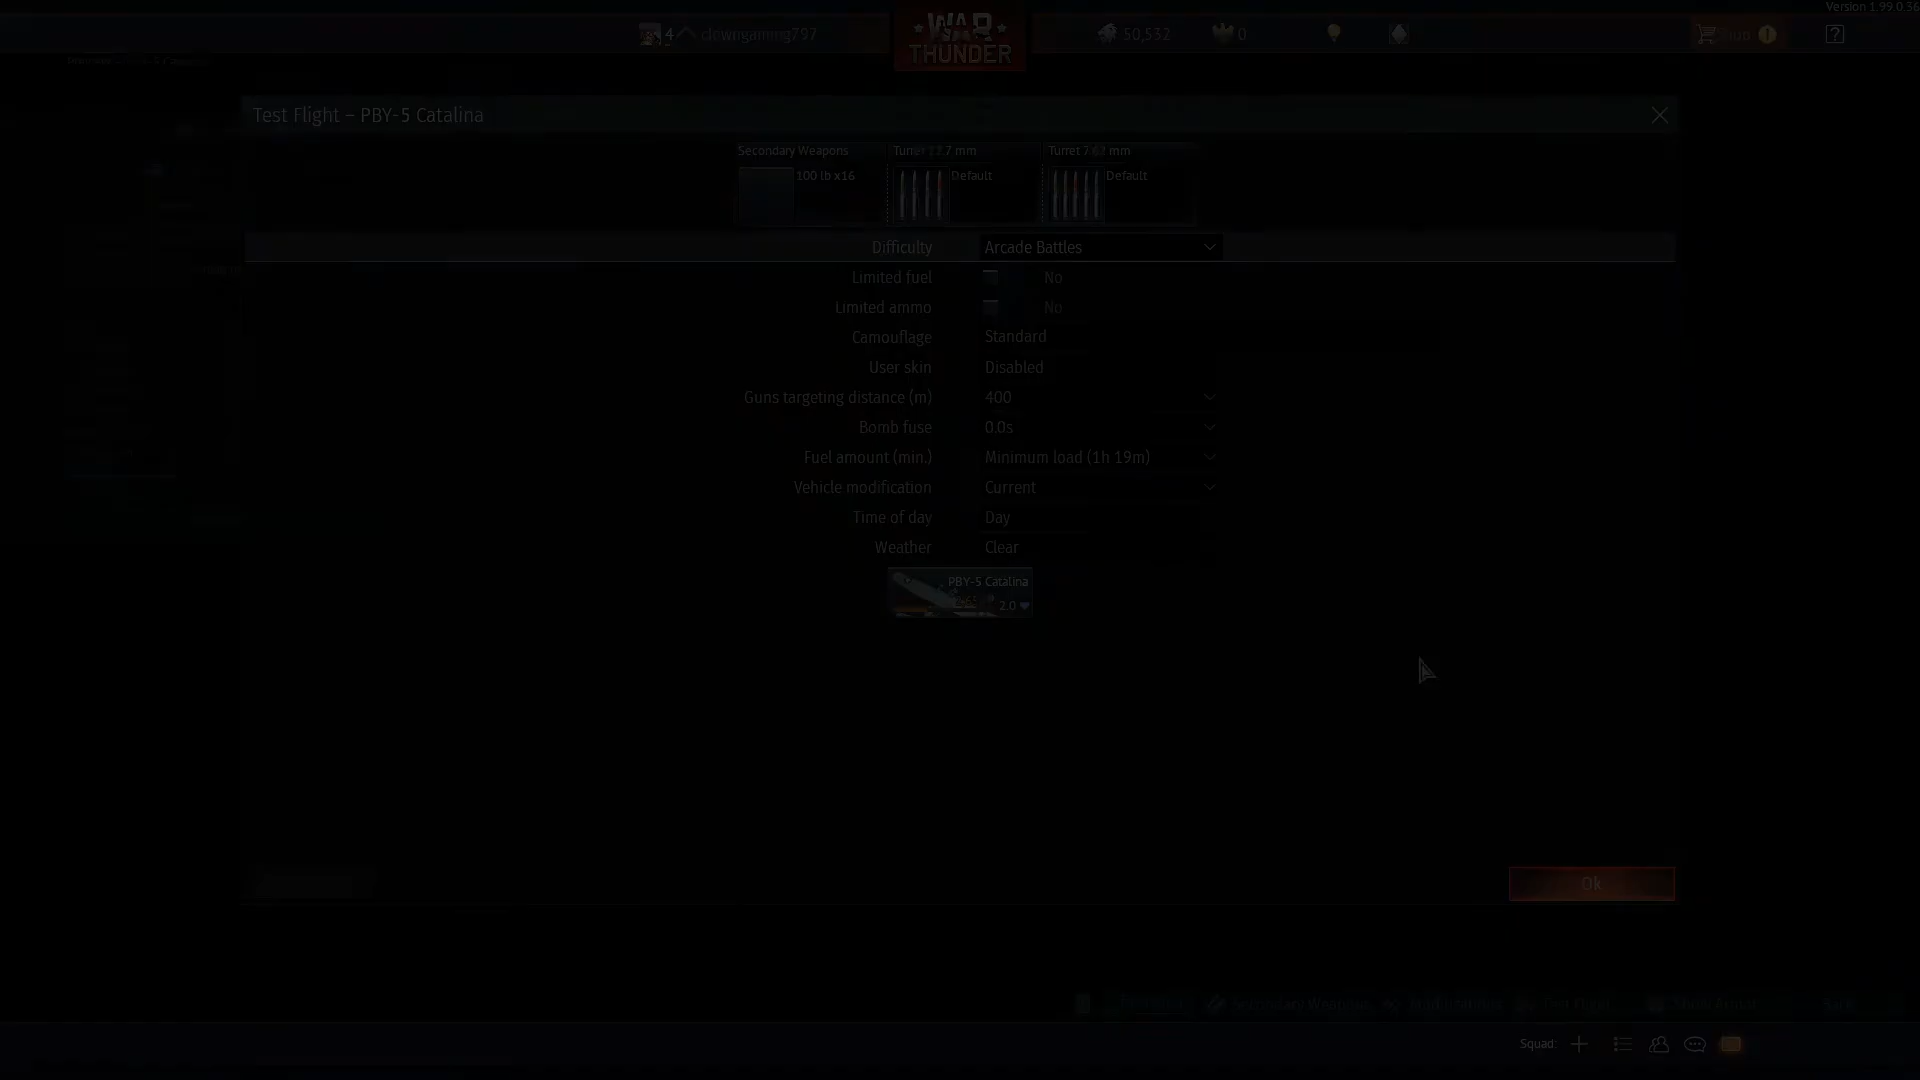 Version 1.99.0.36
4 clowngaming797
WAR
THUNDER
50,532
0
Test Flight – PBY-5 Catalina
Secondary Weapons
100 lb x16
Turret 12.7 mm
Default
Turret 7.62 mm
Default
Difficulty Arcade Battles
Limited fuel No
Limited ammo No
Camouflage Standard
User skin Disabled
Guns targeting distance (m) 400
Bomb fuse 0.0s
Fuel amount (min.) Minimum load (1h 19m)
Vehicle modification Current
Time of day Day
Weather Clear
PBY-5 Catalina
2.0
Ok
Secondary Weapons
Modifications
Test Flight
Back
Squad: